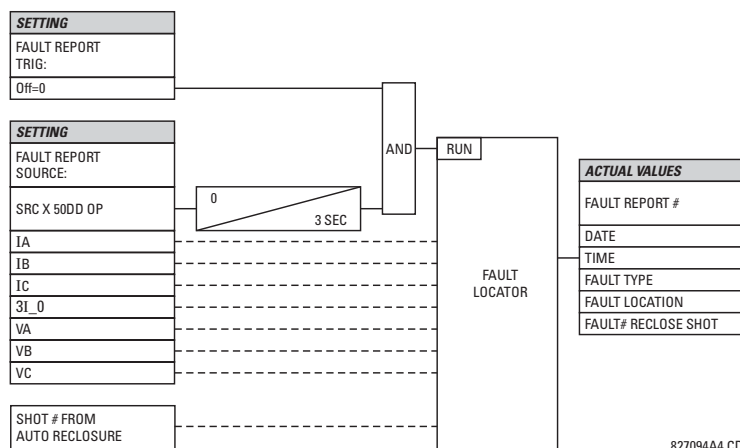 SETTING
FAULT REPORT
TRIG:
Off=0
SETTING
FAULT REPORT
SOURCE:
SRC X 50DD OP
IA
IB
IC
3I_0
VA
VB
VC
SHOT # FROM
AUTO RECLOSURE
0
3 SEC
AND
RUN
FAULT
LOCATOR
ACTUAL VALUES
FAULT REPORT #
DATE
TIME
FAULT TYPE
FAULT LOCATION
FAULT# RECLOSE SHOT
827094A4.CD